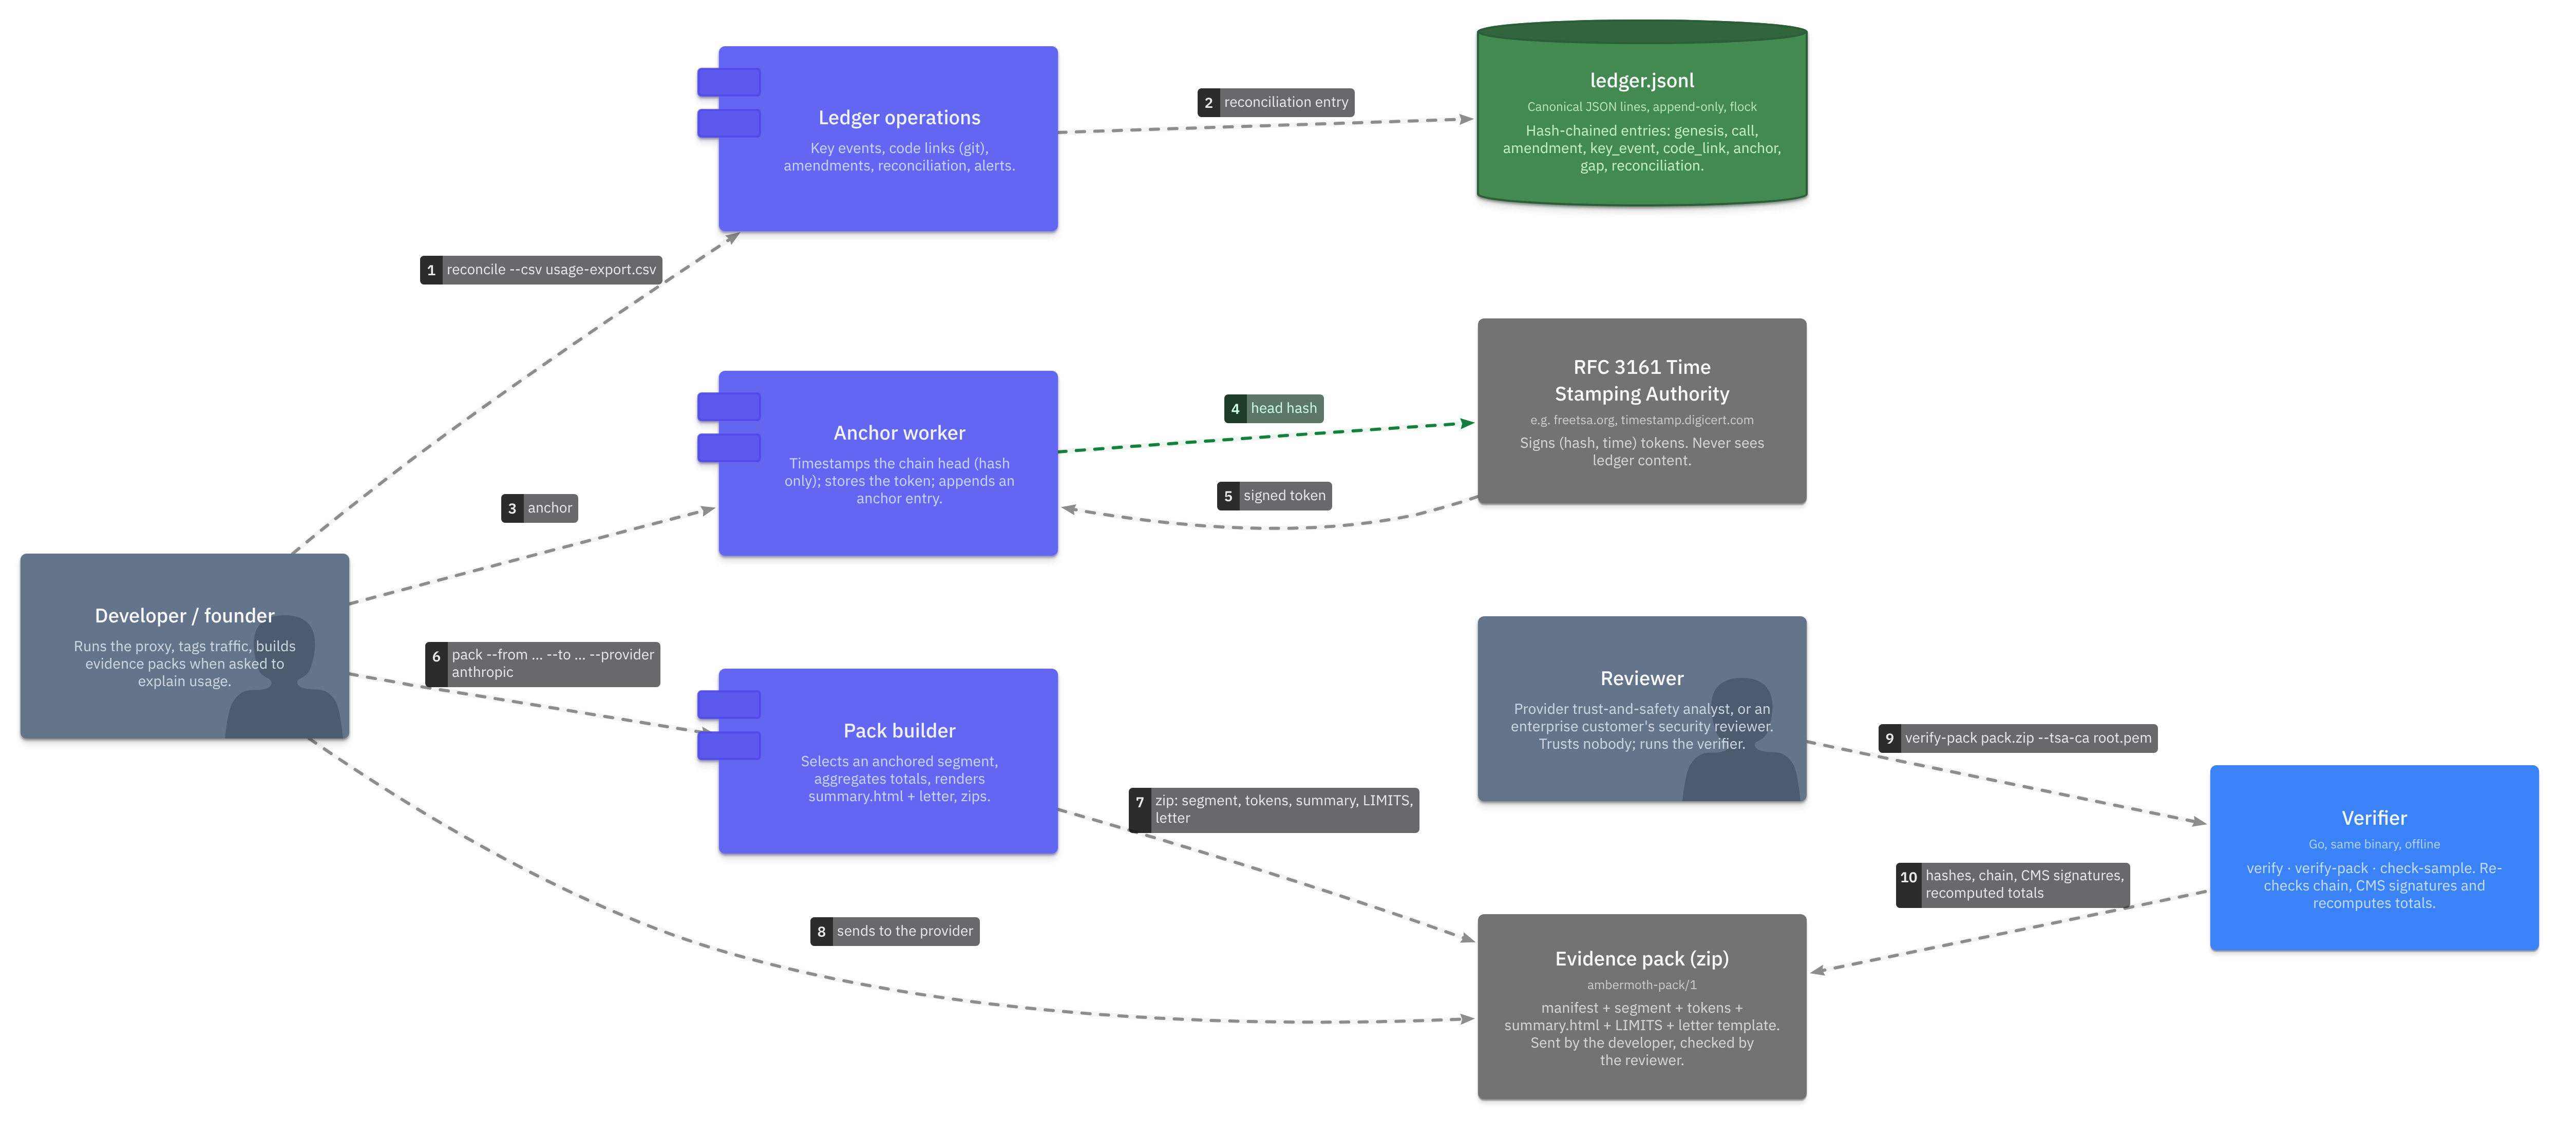 Ledger operations
Key events, code links (git),
amendments, reconciliation, alerts.
2 reconciliation entry
ledger.jsonl
Canonical JSON lines, append-only, flock
Hash-chained entries: genesis, call,
amendment, key_event, code_link, anchor,
gap, reconciliation.
1 reconcile --csv usage-export.csv
Anchor worker
Timestamps the chain head (hash
only); stores the token; appends an
anchor entry.
4 head hash
5 signed token
RFC 3161 Time
Stamping Authority
e.g. freetsa.org, timestamp.digicert.com
Signs (hash, time) tokens. Never sees
ledger content.
3 anchor
Developer / founder
Runs the proxy, tags traffic, builds
evidence packs when asked to
explain usage.
6 pack --from ... --to ... --provider
anthropic
Pack builder
Selects an anchored segment,
aggregates totals, renders
summary.html + letter, zips.
7 zip: segment, tokens, summary, LIMITS,
letter
Reviewer
Provider trust-and-safety analyst, or an
enterprise customer's security reviewer.
Trusts nobody; runs the verifier.
9 verify-pack pack.zip --tsa-ca root.pem
Verifier
Go, same binary, offline
verify · verify-pack · check-sample. Re-
checks chain, CMS signatures and
recomputes totals.
10 hashes, chain, CMS signatures,
recomputed totals
8 sends to the provider
Evidence pack (zip)
ambermoth-pack/1
manifest + segment + tokens +
summary.html + LIMITS + letter template.
Sent by the developer, checked by
the reviewer.